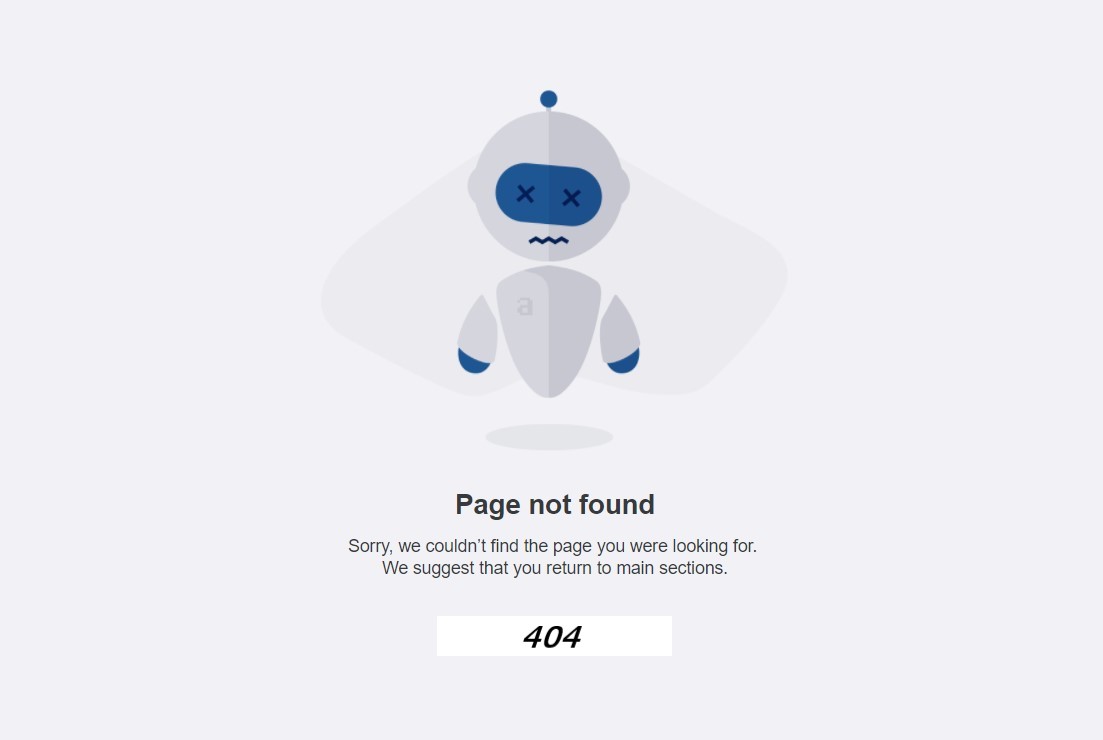 a
Page not found
Sorry, we couldn’t find the page you were looking for.
We suggest that you return to main sections.
404